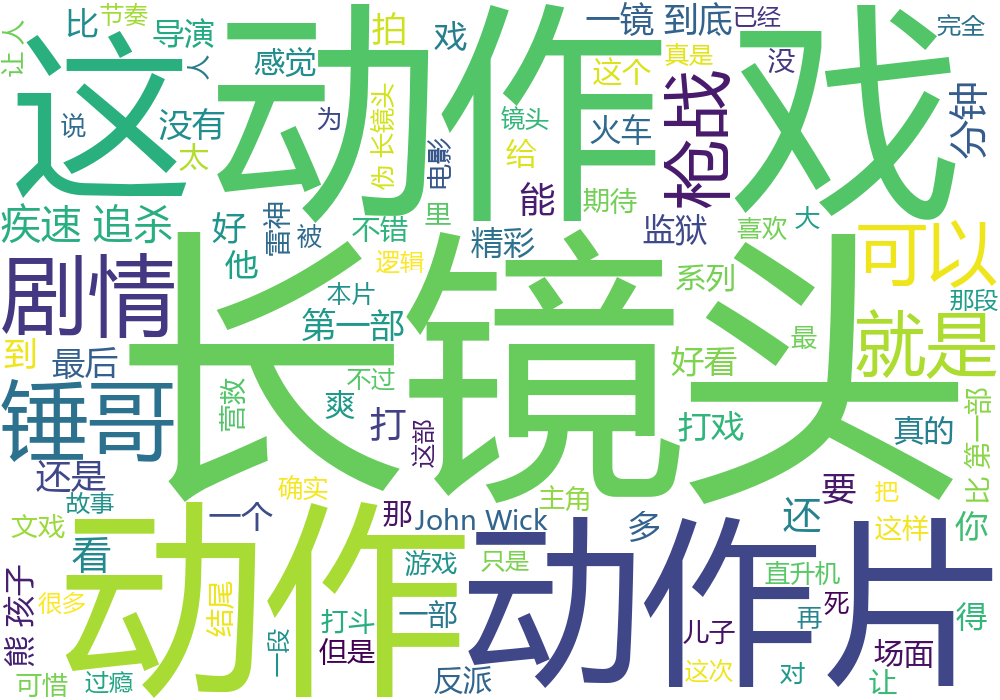 这
动作戏
长镜头
动作
动作片
剧情
锤哥
枪战
可以
就是
比
节奏
导演
让 人
人
感觉
拍
戏
一镜 到底
已经
完全
真是
没
这个
说
没有
太
为
伪 长镜头
镜头
电影
给
火车
分钟
疾速 追杀
好
雷神
被
不错
里
能
期待
监狱
喜欢
大
他
精彩
逻辑
系列
那段
本片
第一部
到
最后
不过
好看
最
营救
爽
打
这部
打戏
真的
比 第一部
还是
故事
确实
主角
要
把
文戏
一个
那
John Wick
多
还
这样
你
看
游戏
只是
直升机
熊 孩子
很多
结尾
打斗
一部
儿子
死
再
得
一段
但是
场面
可惜
过瘾
反派
这次
对
让